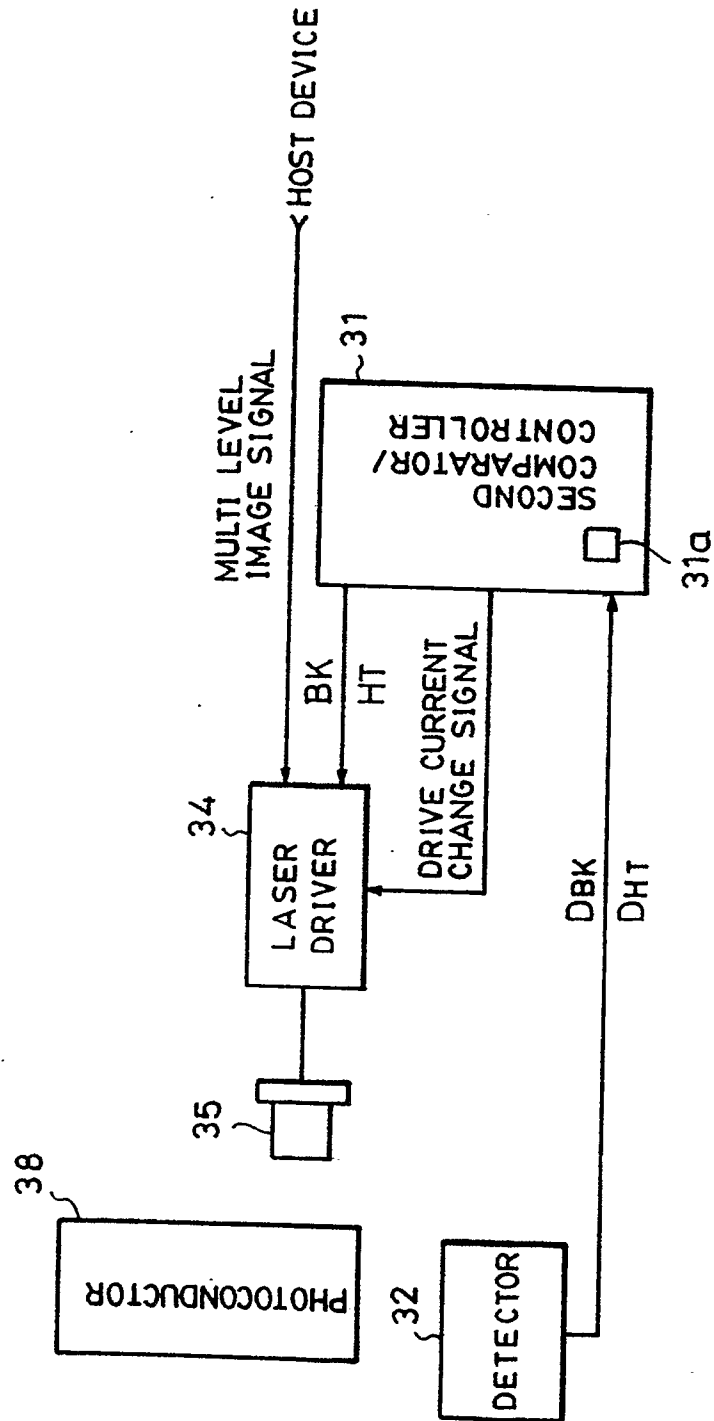 38
PHOTOCONDUCTOR
35
34
LASER
DRIVER
MULTI LEVEL
IMAGE SIGNAL
HOST DEVICE
BK
HT
DRIVE CURRENT
CHANGE SIGNAL
31
SECOND
COMPARATOR/
CONTROLLER
31a
32
DETECTOR
DBK
DHT